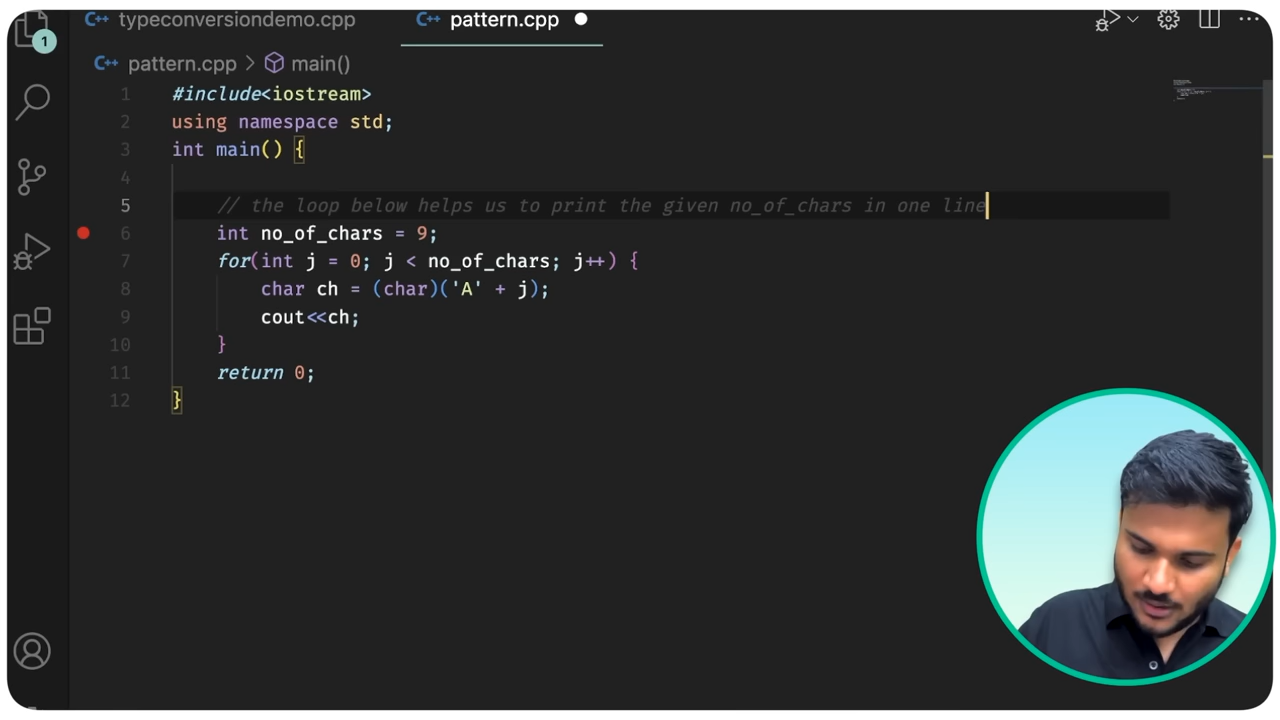 1
C++ typeconversiondemo.cpp
C++ pattern.cpp
C++ pattern.cpp > main()
1 #include<iostream>
2 using namespace std;
3 int main() {
4
5 // the loop below helps us to print the given no_of_chars in one line
6 int no_of_chars = 9;
7 for(int j = 0; j < no_of_chars; j++) {
8 char ch = (char)('A' + j);
9 cout<<ch;
10 }
11 return 0;
12 }